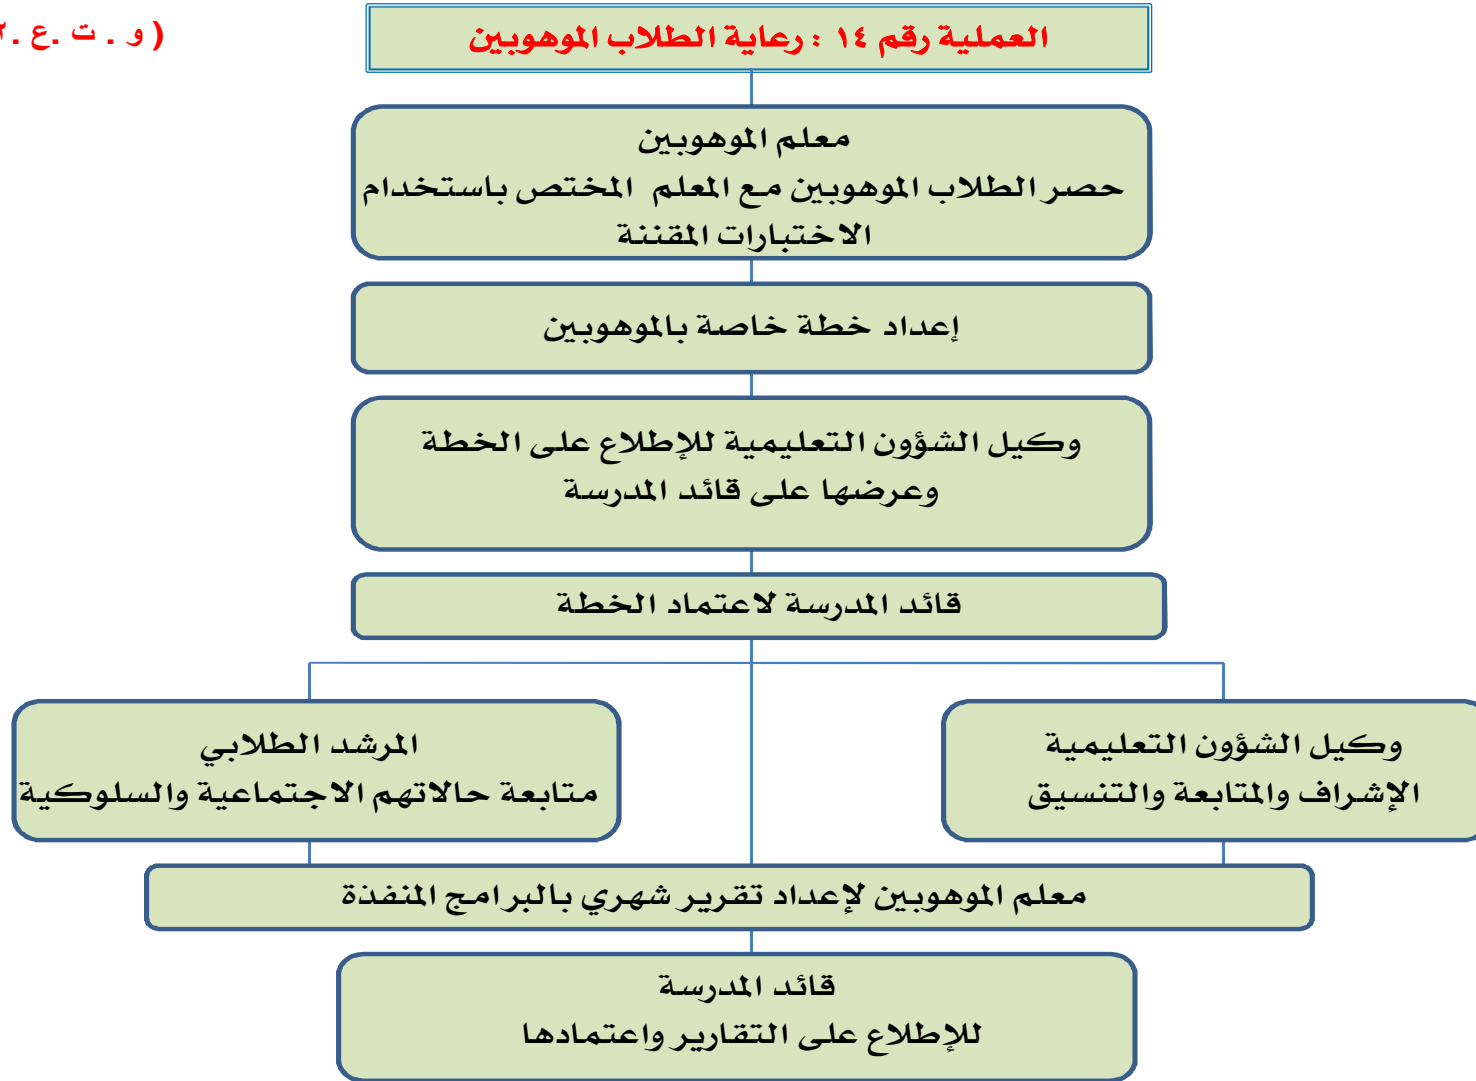 العملية رقم ١٤ : رعاية الطلاب الموهوبين
( و . ت .ع .٢
معلم الموهوبين
حصر الطلاب الموهوبين مع المعلم المختص باستخدام
الاختبارات المقننة
إعداد خطة خاصة بالموهوبين
وكيل الشؤون التعليمية للإطلاع على الخطة
وعرضها على قائد المدرسة
قائد المدرسة لاعتماد الخطة
وكيل الشؤون التعليمية
الإشراف والمتابعة والتنسيق
المرشد الطلابي
متابعة حالاتهم الاجتماعية والسلوكية
معلم الموهوبين لإعداد تقرير شهري بالبرامج المنفذة
قائد المدرسة
للإطلاع على التقارير واعتمادها